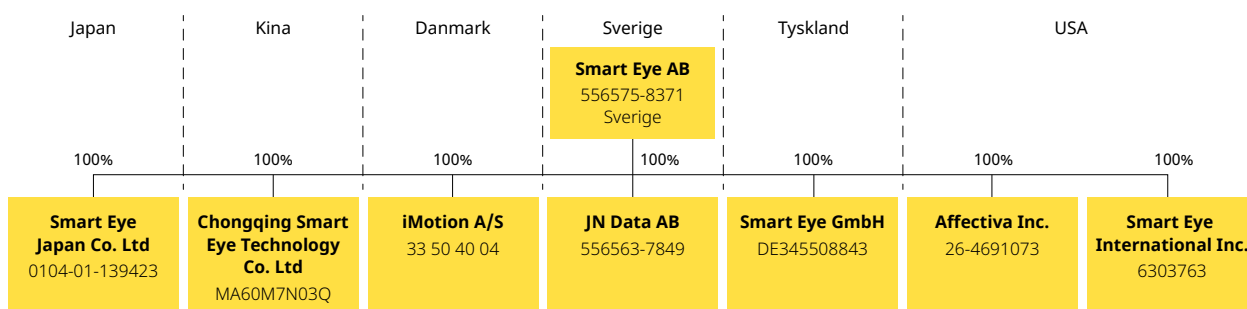 Japan
Kina
Danmark
Sverige
Tyskland
USA
Smart Eye AB
556575-8371
Sverige
100%
100%
100%
100%
100%
100%
100%
Smart Eye
Japan Co. Ltd
0104-01-139423
Chongqing Smart
Eye Technology
Co. Ltd
MA60M7N03Q
iMotion A/S
33 50 40 04
JN Data AB
556563-7849
Smart Eye GmbH
DE345508843
Affectiva Inc.
26-4691073
Smart Eye
International Inc.
6303763